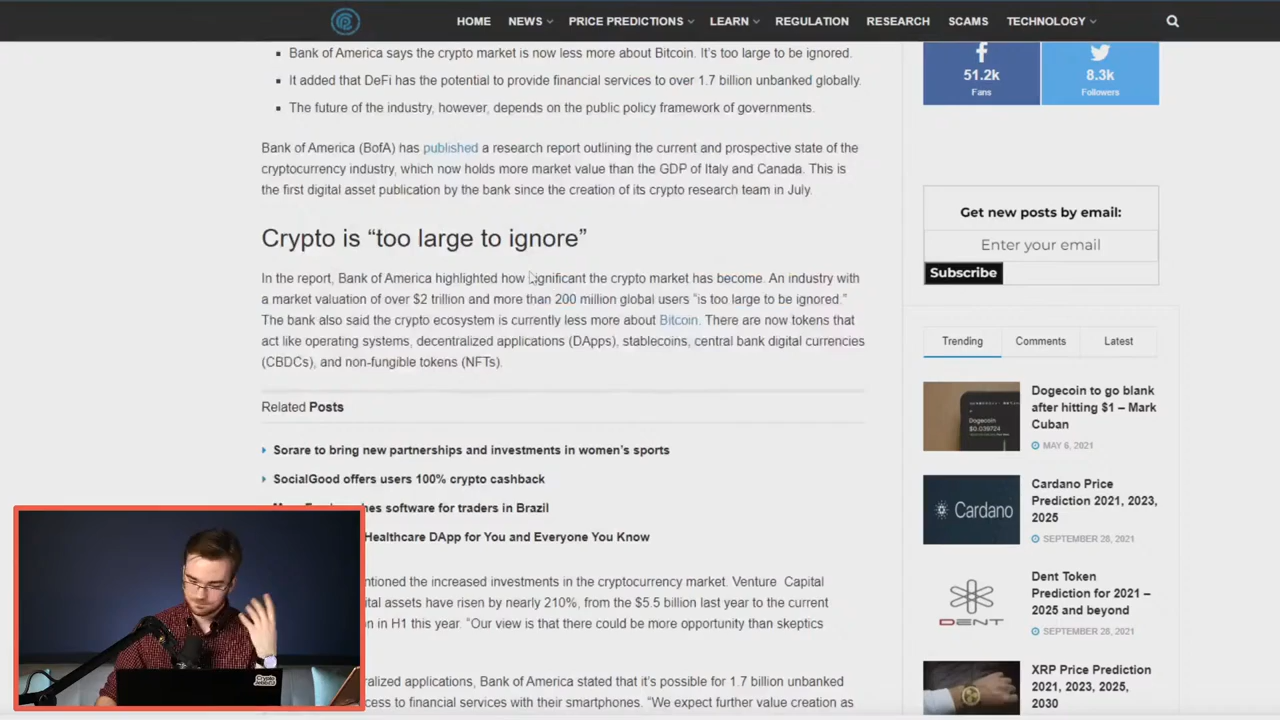 HOME NEWS PRICE PREDICTIONS LEARN REGULATION RESEARCH SCAMS TECHNOLOGY
Bank of America says the crypto market is now less more about Bitcoin. It's too large to be ignored.
It added that DeFi has the potential to provide financial services to over 1.7 billion unbanked globally.
The future of the industry, however, depends on the public policy framework of governments.
Bank of America (BofA) has published a research report outlining the current and prospective state of the
cryptocurrency industry, which now holds more market value than the GDP of Italy and Canada. This is
the first digital asset publication by the bank since the creation of its crypto research team in July.
Crypto is “too large to ignore”
In the report, Bank of America highlighted how significant the crypto market has become. An industry with
a market valuation of over $2 trillion and more than 200 million global users “is too large to be ignored.”
The bank also said the crypto ecosystem is currently less more about Bitcoin. There are now tokens that
act like operating systems, decentralized applications (DApps), stablecoins, central bank digital currencies
(CBDCs), and non-fungible tokens (NFTs).
Related Posts
Sorare to bring new partnerships and investments in women's sports
SocialGood offers users 100% crypto cashback
software for traders in Brazil
Healthcare DApp for You and Everyone You Know
the increased investments in the cryptocurrency market. Venture Capital
assets have risen by nearly 210%, from the $5.5 billion last year to the current
in H1 this year. “Our view is that there could be more opportunity than skeptics
applications, Bank of America stated that it's possible for 1.7 billion unbanked
to financial services with their smartphones. “We expect further value creation as
51.2k
Fans
8.3k
Followers
Get new posts by email:
Enter your email
Subscribe
Trending Comments Latest
Dogecoin to go blank
after hitting $1 – Mark
Cuban
MAY 6, 2021
Dogecoin
Cardano Price
Prediction 2021, 2023,
2025
SEPTEMBER 28, 2021
Cardano
Dent Token
Prediction for 2021 –
2025 and beyond
SEPTEMBER 28, 2021
DENT
XRP Price Prediction
2021, 2023, 2025,
2030